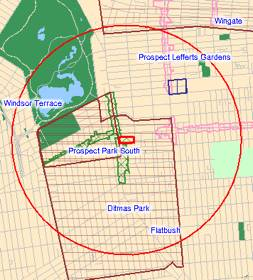 Wingate
Prospect Lefferts Gardens
Windsor Terrace
Prospect Park South
Ditmas Park
Flatbush